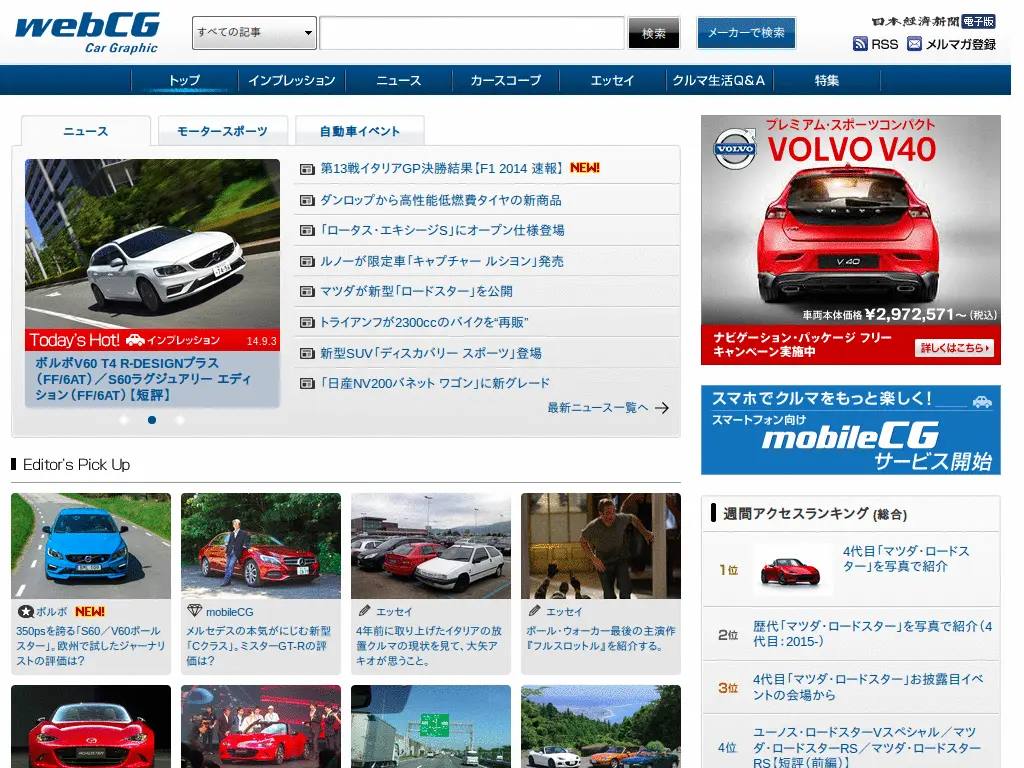 webCG
Car Graphic
すべての記事
検索
メーカーで検索
日本経済新聞 電子版
RSS メルマガ登録
トップ
インプレッション
ニュース
カースコープ
エッセイ
クルマ生活Q&A
特集
ニュース
モータースポーツ
自動車イベント
第13戦イタリアGP決勝結果【F1 2014 速報】 NEW!
ダンロップから高性能低燃費タイヤの新商品
「ロータス・エキシージS」にオープン仕様登場
ルノーが限定車「キャプチャー ルシヨン」発売
マツダが新型「ロードスター」を公開
トライアンフが2300ccのバイクを“再販”
新型SUV「ディスカバリー スポーツ」登場
「日産NV200バネット ワゴン」に新グレード
最新ニュース一覧へ
Today's Hot! インプレッション 14.9.3
ボルボV60 T4 R-DESIGNプラス
（FF/6AT）／S60ラグジュアリー エディ
ション（FF/6AT）【短評】
プレミアム・スポーツコンパクト
VOLVO
VOLVO V40
VOLVO
V 40
車両本体価格 ¥2,972,571～(税込)
ナビゲーション・パッケージ フリー
キャンペーン実施中
詳しくはこちら
スマホでクルマをもっと楽しく！
スマートフォン向け
mobileCG
サービス開始
Editor's Pick Up
ボルボ NEW!
350psを誇る「S60／V60ポール
スター」。欧州で試したジャーナリ
ストの評価は？
mobileCG
メルセデスの本気がにじむ新型
「Cクラス」。ミスターGT-Rの評
価は？
エッセイ
4年前に取り上げたイタリアの放
置クルマの現状を見て、大矢ア
キオが思うこと。
エッセイ
ポール・ウォーカー最後の主演作
『フルスロットル』を紹介する。
週間アクセスランキング (総合)
1位
4代目「マツダ・ロードス
ター」を写真で紹介
2位
歴代「マツダ・ロードスター」を写真で紹介（4
代目：2015-）
3位
4代目「マツダ・ロードスター」お披露目イベ
ントの会場から
4位
ユーノス・ロードスターVスペシャル／マツ
ダ・ロードスターRS／マツダ・ロードスター
RS【短評（前編）】